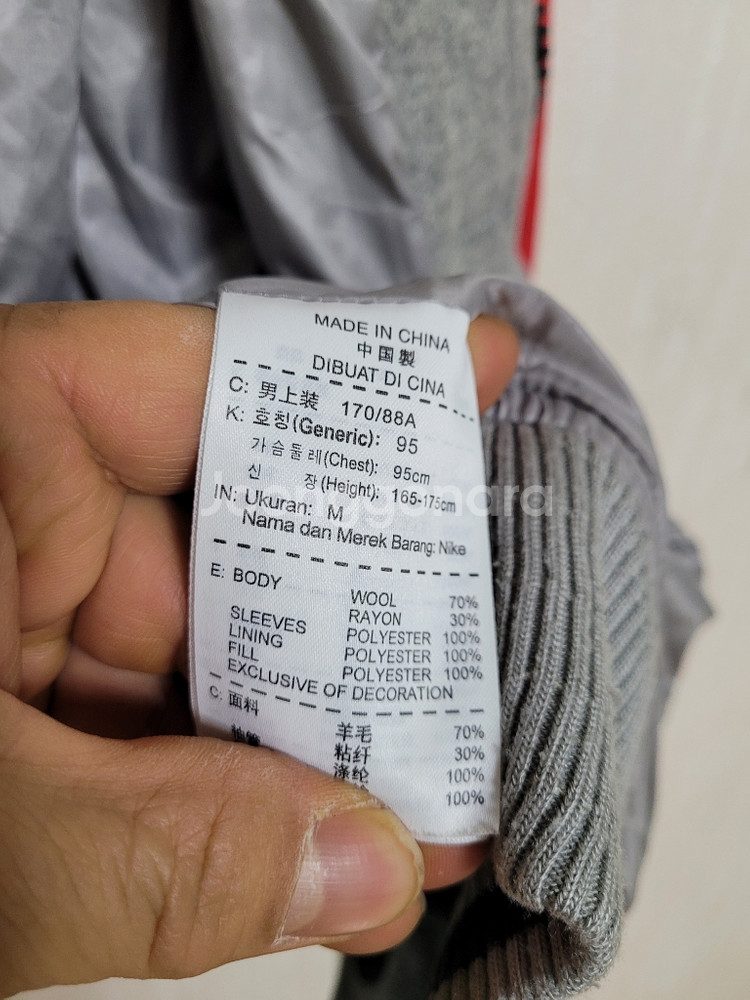 MADE IN CHINA
中国製
DIBUAT DI CINA
C: 男上装 170/88A
K: 호칭(Generic): 95
가슴둘레(Chest): 95cm
신 장(Height): 165-175cm
IN: Ukuran: M
Nama dan Merek Barang: Nike
E: BODY WOOL 70%
RAYON 30%
SLEEVES POLYESTER 100%
LINING POLYESTER 100%
FILL POLYESTER 100%
EXCLUSIVE OF DECORATION
C: 面料 羊毛 70%
粘纤 30%
涤纶 100%
100%
Joonggonara